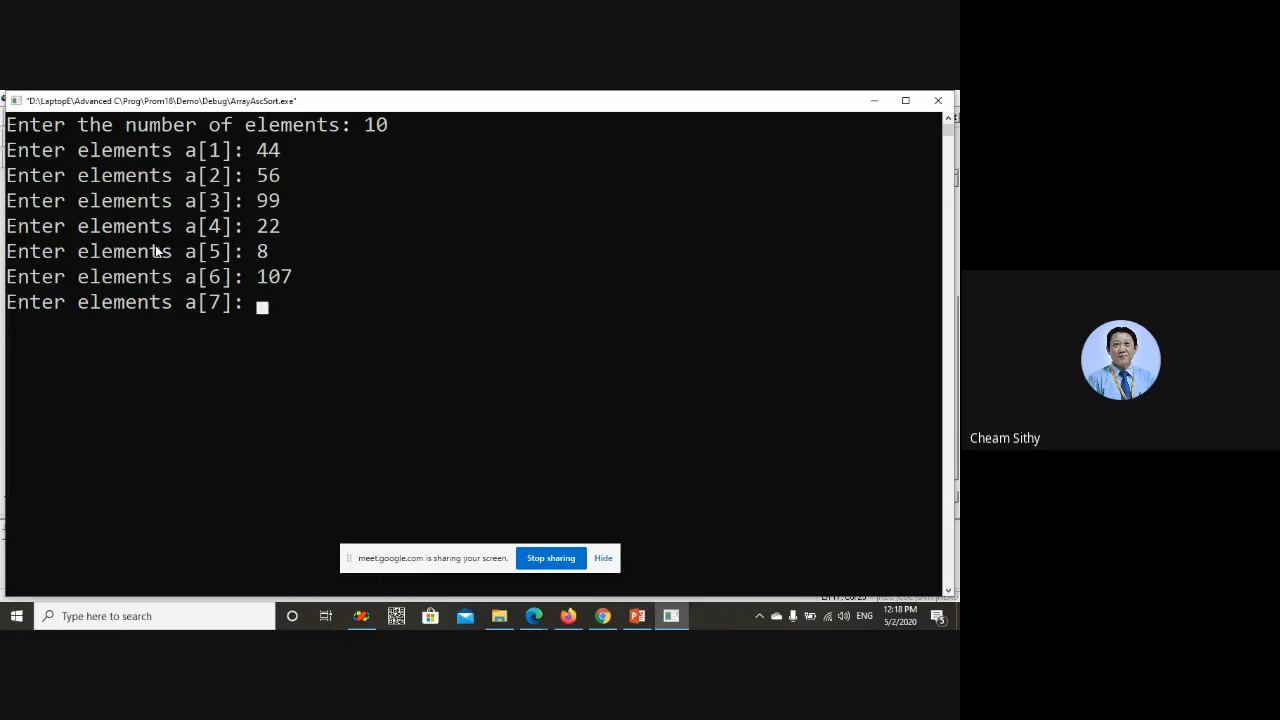 "D:\LaptopE\Advanced C\Prog\Prom18\Demo\Debug\ArrayAscSort.exe"
Enter the number of elements: 10
Enter elements a[1]: 44
Enter elements a[2]: 56
Enter elements a[3]: 99
Enter elements a[4]: 22
Enter elements a[5]: 8
Enter elements a[6]: 107
Enter elements a[7]:
Cheam Sithy
meet.google.com is sharing your screen. Stop sharing Hide
Type here to search
ENG
12:18 PM
5/2/2020
5